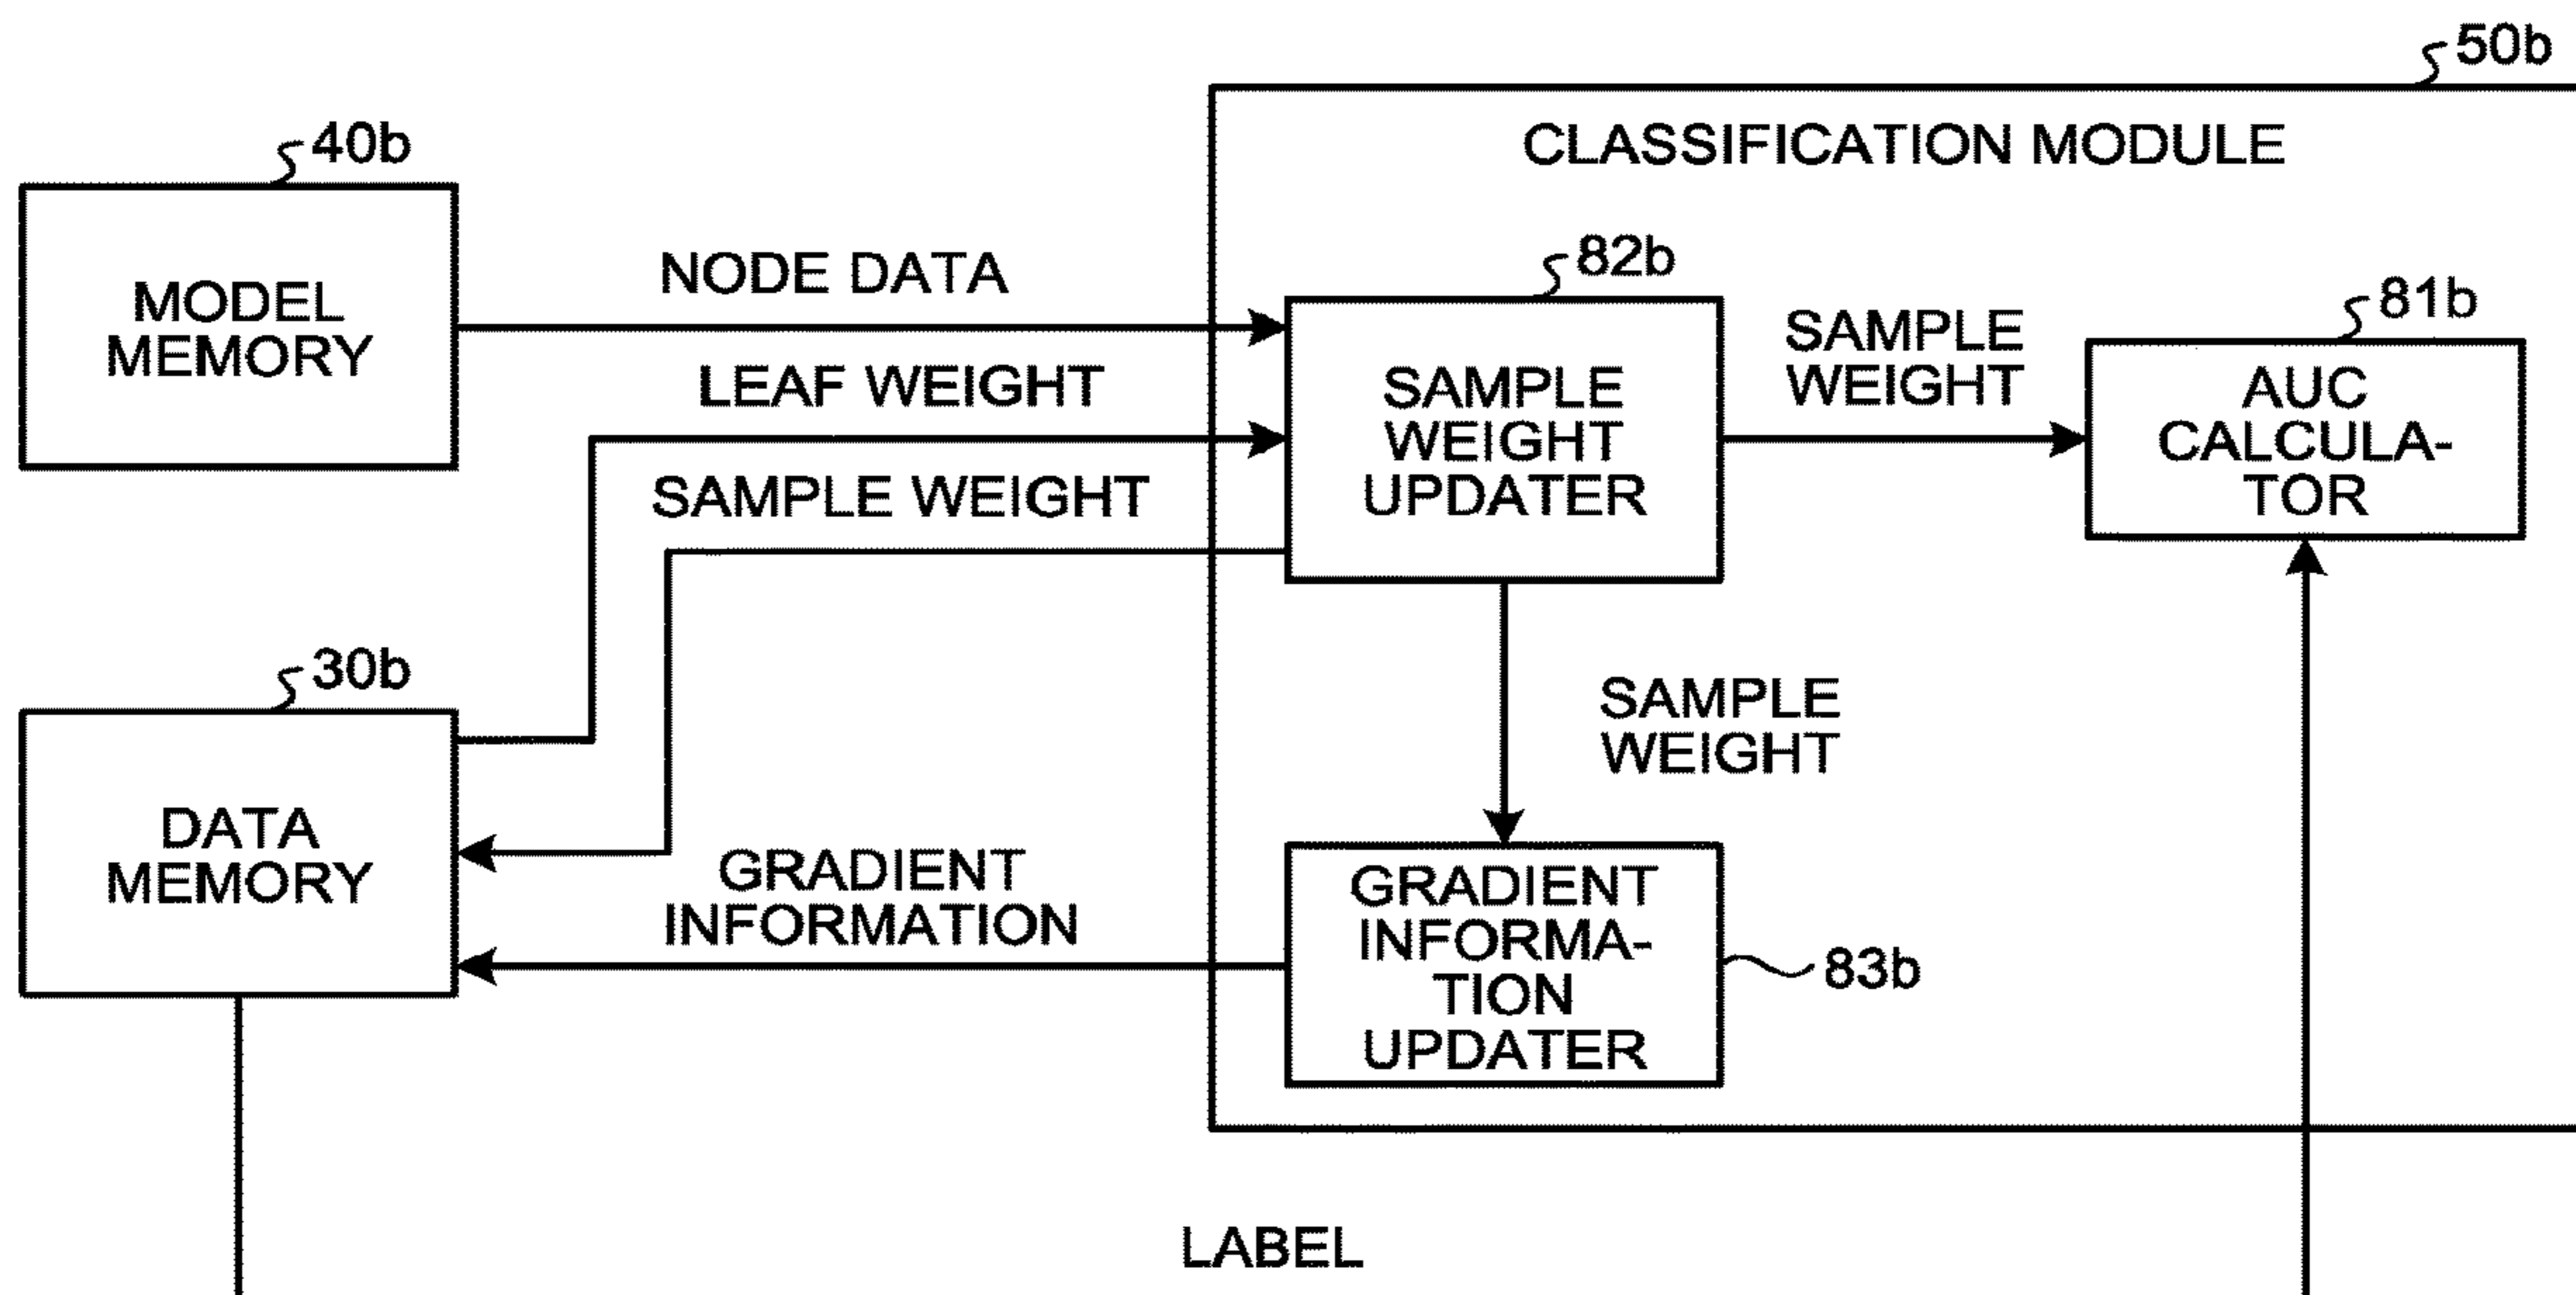 50b
CLASSIFICATION MODULE
40b
MODEL
MEMORY
NODE DATA
LEAF WEIGHT
SAMPLE WEIGHT
82b
SAMPLE
WEIGHT
UPDATER
SAMPLE
WEIGHT
81b
AUC
CALCULA-
TOR
30b
DATA
MEMORY
SAMPLE
WEIGHT
GRADIENT
INFORMATION
GRADIENT
INFORMA-
TION
UPDATER
83b
LABEL